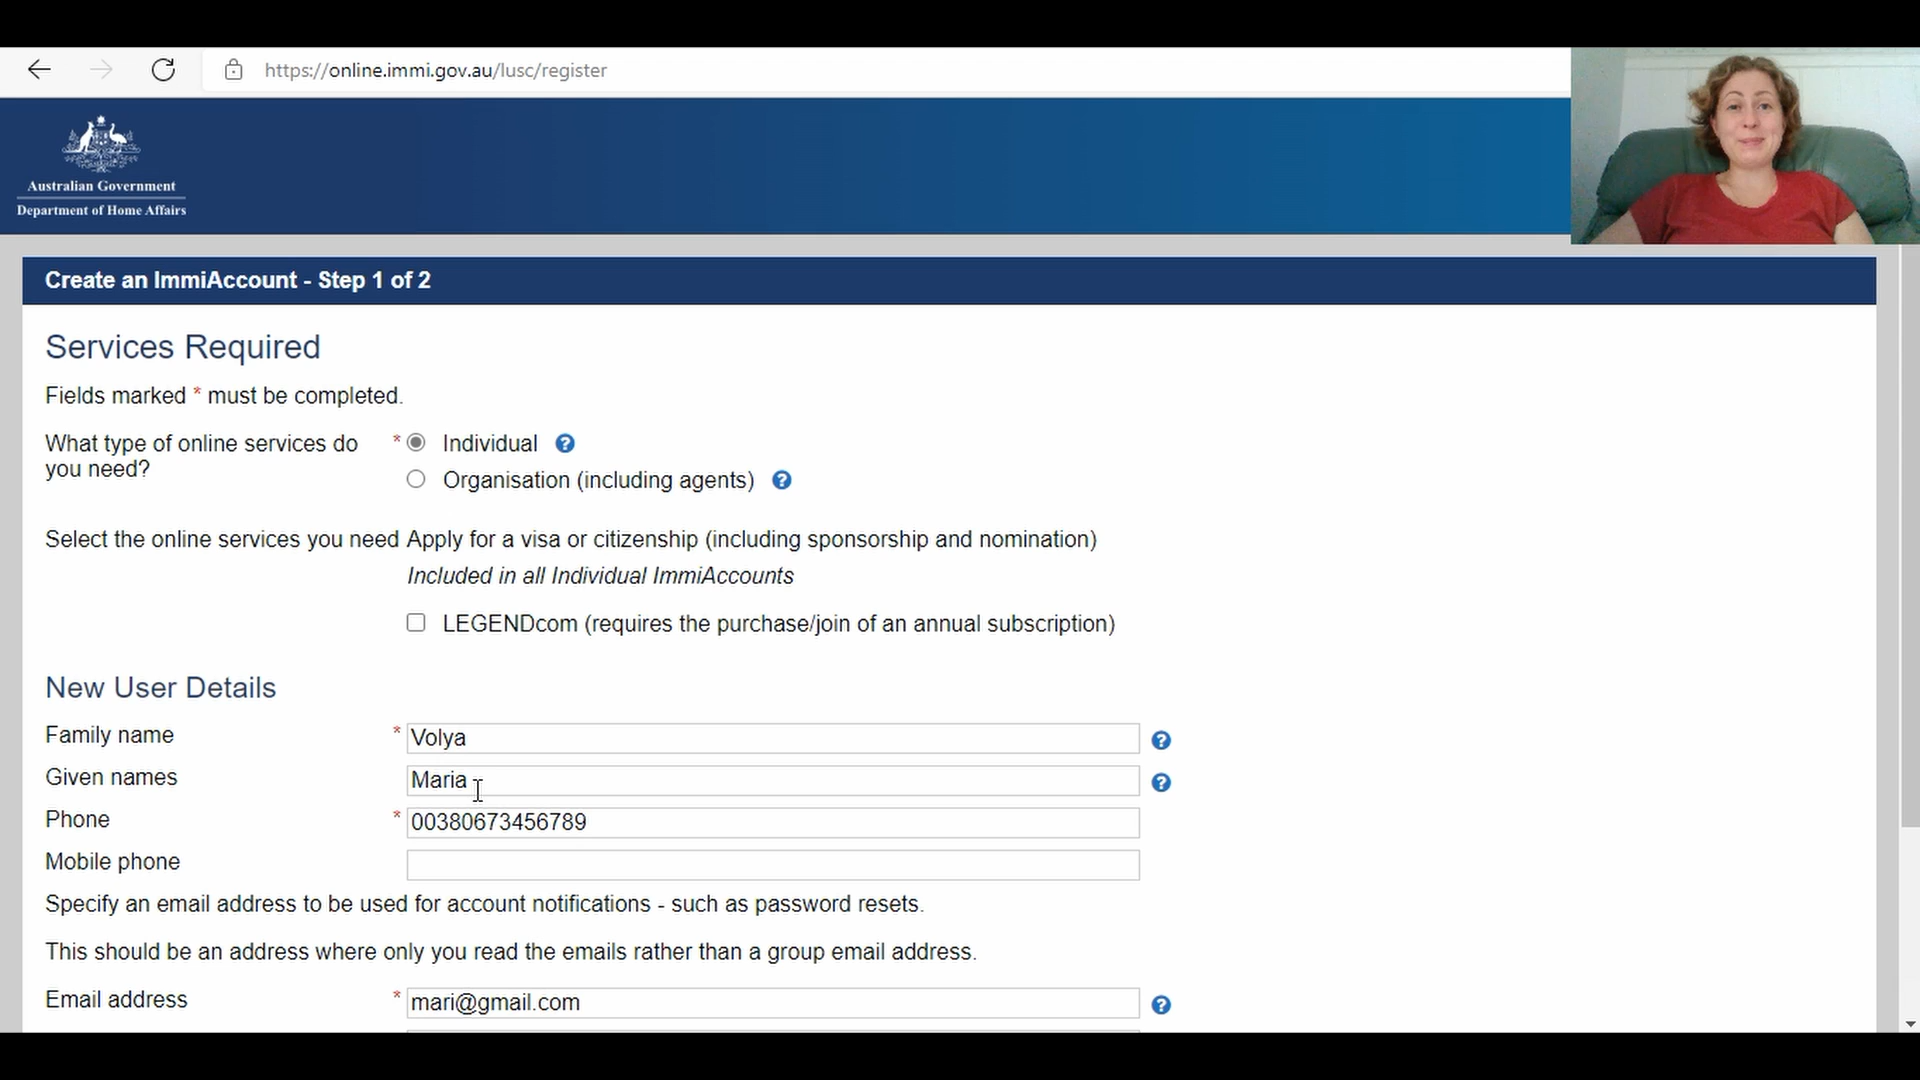 https://online.immi.gov.au/lusc/register
Australian Government
Department of Home Affairs
Create an ImmiAccount - Step 1 of 2
Services Required
Fields marked * must be completed.
What type of online services do you need?
* Individual ?
Organisation (including agents) ?
Select the online services you need Apply for a visa or citizenship (including sponsorship and nomination)
Included in all Individual ImmiAccounts
LEGENDcom (requires the purchase/join of an annual subscription)
New User Details
Family name * Volya ?
Given names Maria ?
Phone * 00380673456789
Mobile phone
Specify an email address to be used for account notifications - such as password resets.
This should be an address where only you read the emails rather than a group email address.
Email address * mari@gmail.com ?